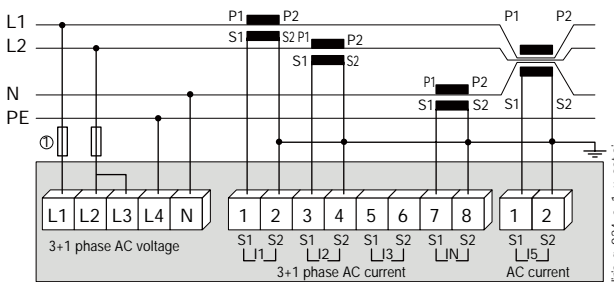 P1 P2 P1 P2
L1
S1 S2 P1 P2
L2
S1 S2
P1 P2
N
S1 S2 S1 S2
PE
①
L1 L2 L3 L4 N 1 2 3 4 5 6 7 8 1 2
S1 S2 S1 S2 S1 S2 S1 S2 S1 S2
3+1 phase AC voltage
I1 I2 I3 IN I5
3+1 phase AC current AC current